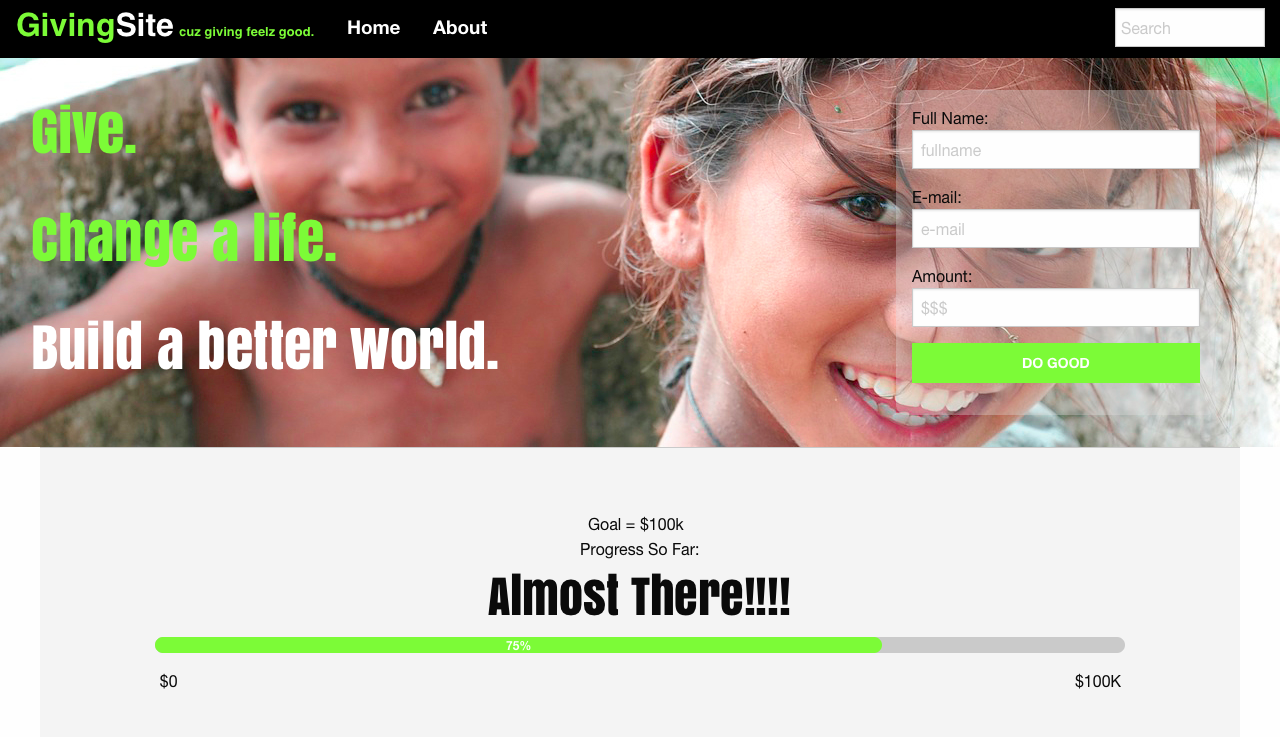 GivingSite cuz giving feelz good. Home About Search
Give.
Change a life.
Build a better world.
Full Name:
fullname
E-mail:
e-mail
Amount:
$$$
DO GOOD
Goal = $100k
Progress So Far:
Almost There!!!!
75%
$0 $100K